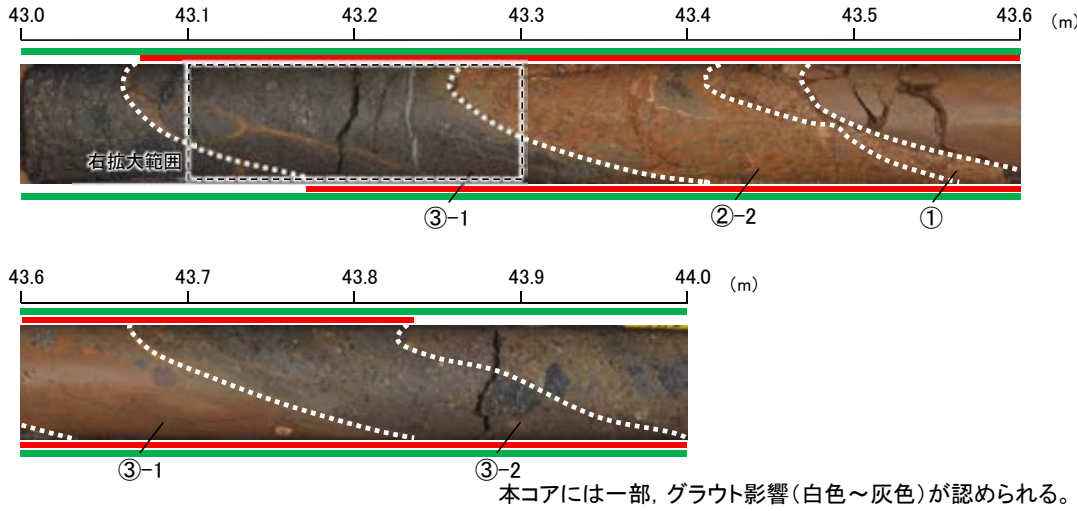 43.0 43.1 43.2 43.3 43.4 43.5 43.6 (m)
右拡大範囲
③-1 ②-2 ①
43.6 43.7 43.8 43.9 44.0 (m)
③-1 ③-2
本コアには一部，グラウト影響（白色～灰色）が認められる。